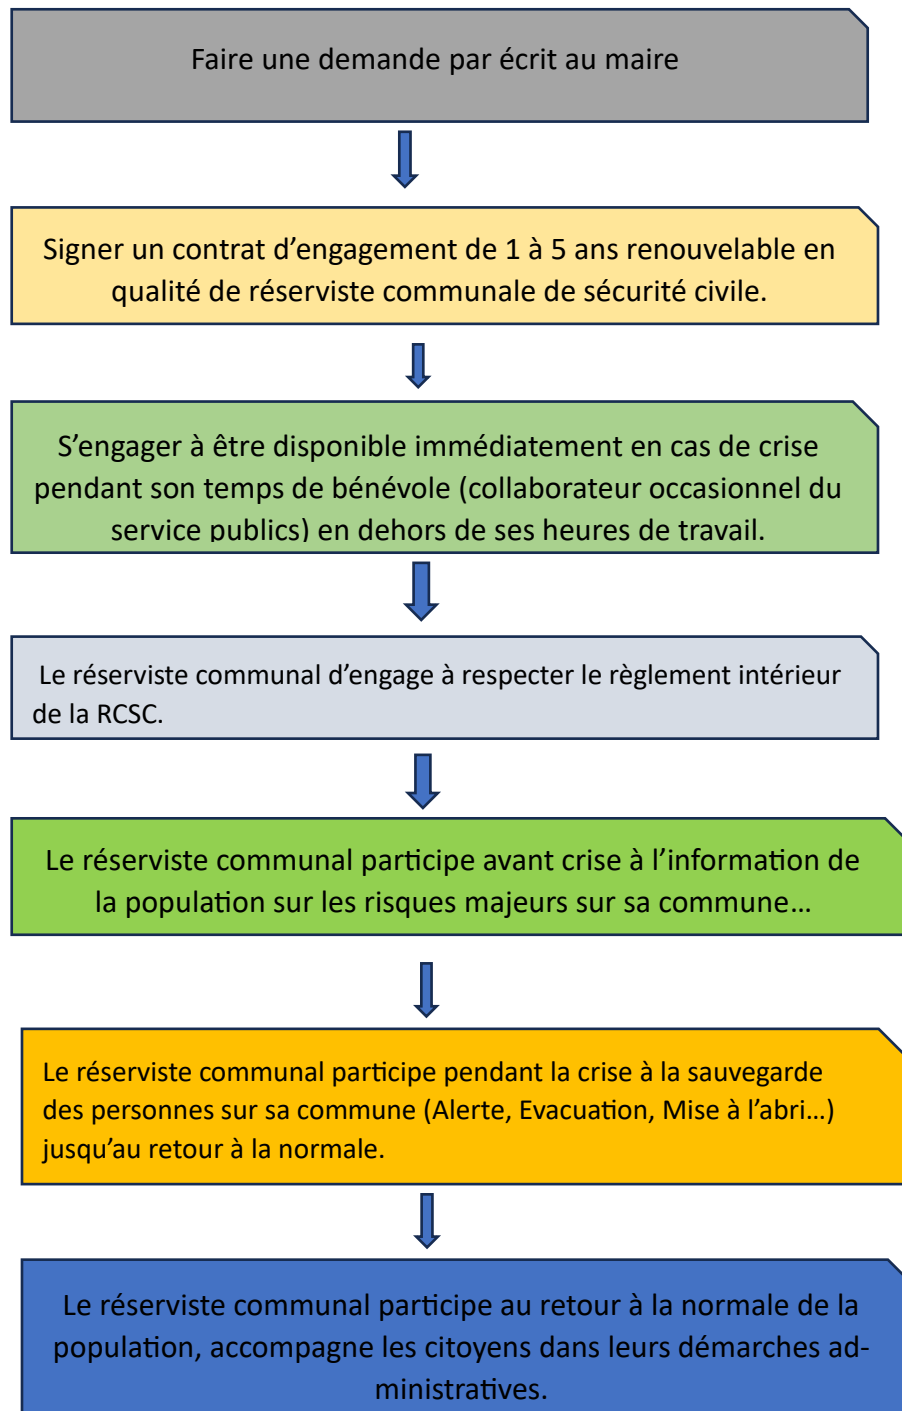 Faire une demande par écrit au maire
Signer un contrat d’engagement de 1 à 5 ans renouvelable en
qualité de réserviste communale de sécurité civile.
S’engager à être disponible immédiatement en cas de crise
pendant son temps de bénévole (collaborateur occasionnel du
service publics) en dehors de ses heures de travail.
Le réserviste communal d’engage à respecter le règlement intérieur
de la RCSC.
Le réserviste communal participe avant crise à l’information de
la population sur les risques majeurs sur sa commune…
Le réserviste communal participe pendant la crise à la sauvegarde
des personnes sur sa commune (Alerte, Evacuation, Mise à l’abri…)
jusqu’au retour à la normale.
Le réserviste communal participe au retour à la normale de la
population, accompagne les citoyens dans leurs démarches ad-
ministratives.